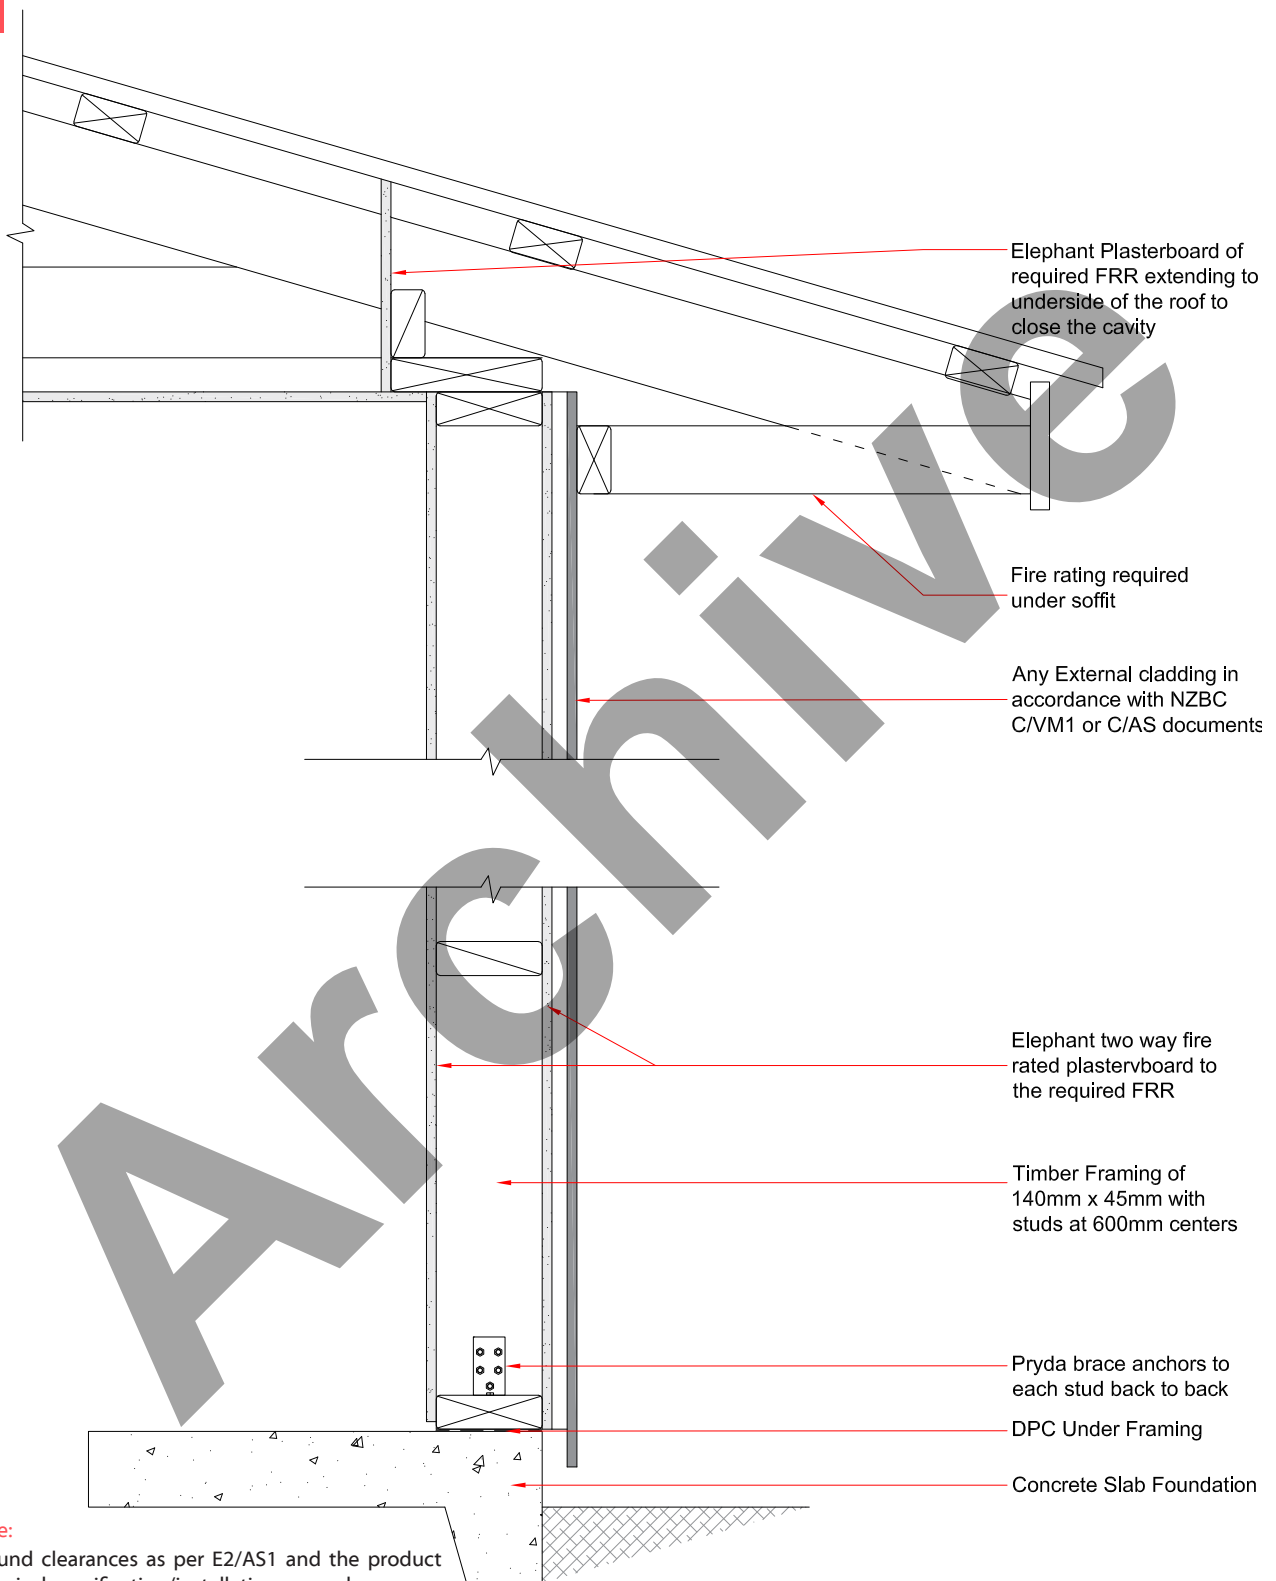 Elephant Plasterboard of
required FRR extending to
underside of the roof to
close the cavity
Fire rating required
under soffit
Any External cladding in
accordance with NZBC
C/VM1 or C/AS documents
Elephant two way fire
rated plastervboard to
the required FRR
Timber Framing of
140mm x 45mm with
studs at 600mm centers
Pryda brace anchors to
each stud back to back
DPC Under Framing
Concrete Slab Foundation
Archive
e:
und clearances as per E2/AS1 and the product